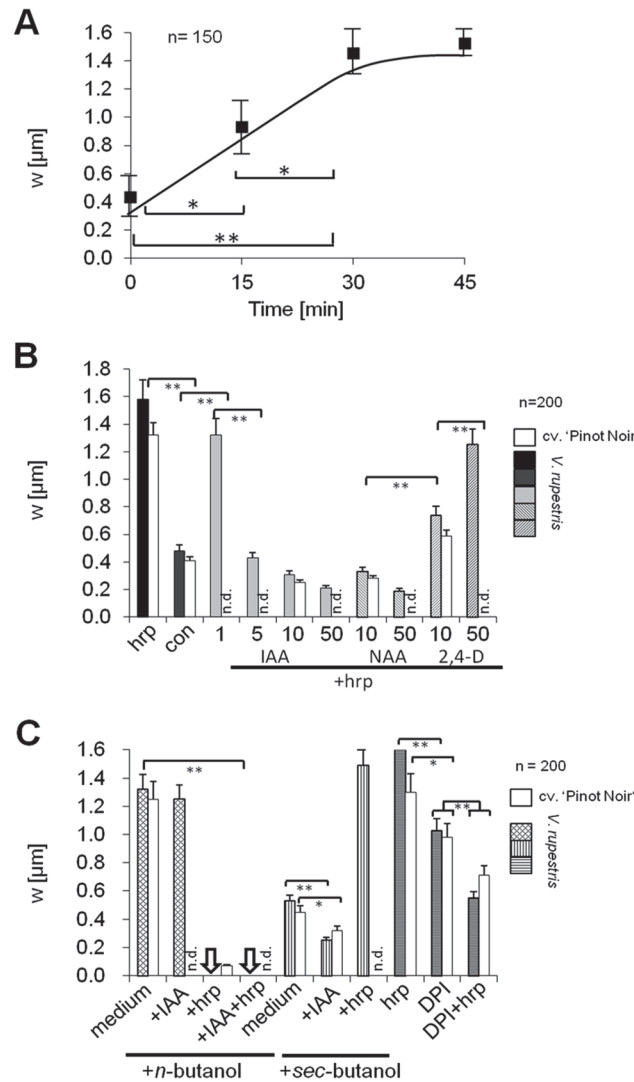 A
n= 150
w [µm]
1.6
1.4
1.2
1.0
0.8
0.6
0.4
0.2
0.0
*
*
**
0 15 30 45
Time [min]
B
w [µm]
1.8
1.6
1.4
1.2
1.0
0.8
0.6
0.4
0.2
0.0
** ** ** ** **
n=200
cv. 'Pinot Noir'
V. rupestris
n.d. n.d. n.d. n.d. n.d.
hrp con 1 5 10 50 10 50 10 50
IAA NAA 2,4-D
+hrp
C
w [µm]
1.6
1.4
1.2
1.0
0.8
0.6
0.4
0.2
0.0
** ** * ** * **
n = 200
cv. 'Pinot Noir'
V. rupestris
n.d. n.d. n.d.
medium +IAA +hrp +IAA+hrp medium +IAA +hrp hrp DPI DPI+hrp
+n-butanol +sec-butanol